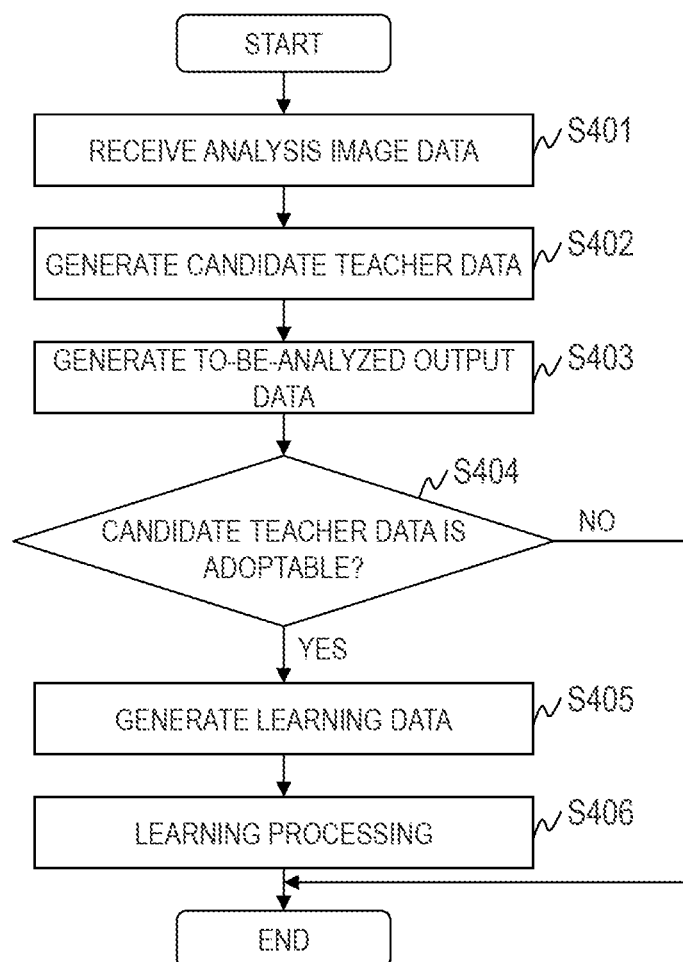 START
RECEIVE ANALYSIS IMAGE DATA
S401
GENERATE CANDIDATE TEACHER DATA
S402
GENERATE TO-BE-ANALYZED OUTPUT
DATA
S403
S404
CANDIDATE TEACHER DATA IS
ADOPTABLE?
NO
YES
GENERATE LEARNING DATA
S405
LEARNING PROCESSING
S406
END